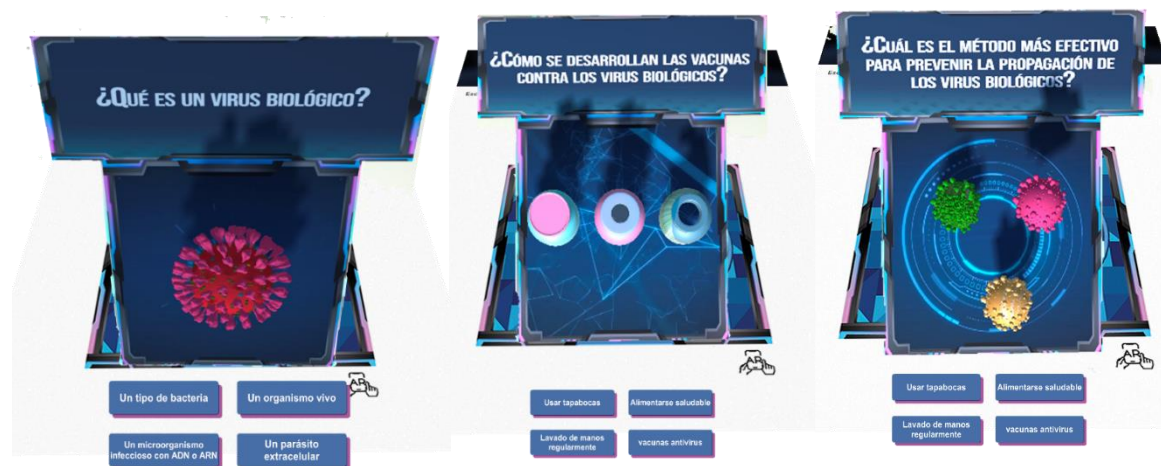 ¿QUÉ ES UN VIRUS BIOLÓGICO?
Un tipo de bacteria
Un organismo vivo
Un microorganismo
infeccioso con ADN o ARN
Un parásito
extracelular
¿CÓMO SE DESARROLLAN LAS VACUNAS
CONTRA LOS VIRUS BIOLÓGICOS?
Usar tapabocas
Alimentarse saludable
Lavado de manos
regularmente
vacunas antivirus
¿CUÁL ES EL MÉTODO MÁS EFECTIVO
PARA PREVENIR LA PROPAGACIÓN DE
LOS VIRUS BIOLÓGICOS?
Usar tapabocas
Alimentarse saludable
Lavado de manos
regularmente
vacunas antivirus